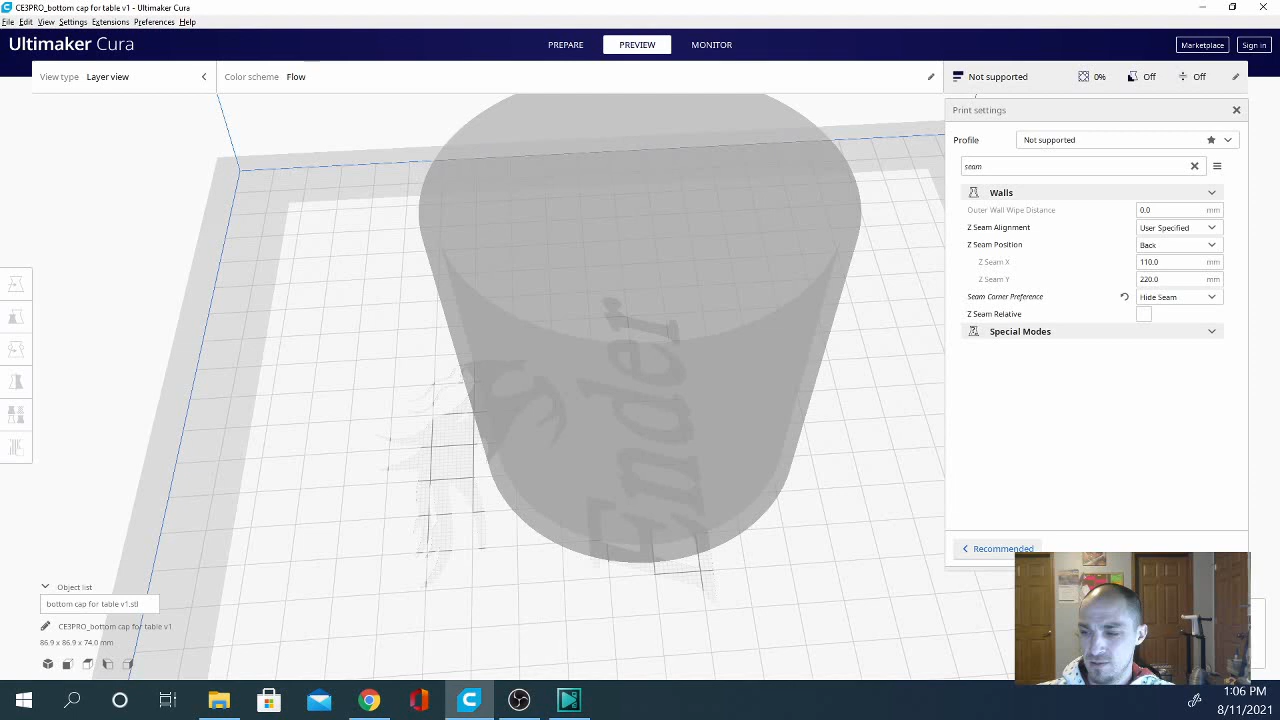 CE3PRO_bottom cap for table v1 - Ultimaker Cura
File Edit View Settings Extensions Preferences Help
Ultimaker Cura PREPARE PREVIEW MONITOR Marketplace Sign in
View type Layer view Color scheme Flow Not supported 0% Off Off
Print settings
Profile Not supported
seam
Walls
Outer Wall Wipe Distance 0.0 mm
Z Seam Alignment User Specified
Z Seam Position Back
Z Seam X 110.0 mm
Z Seam Y 220.0 mm
Seam Corner Preference Hide Seam
Z Seam Relative
Special Modes
Ender
Recommended
Object list
bottom cap for table v1.stl
CE3PRO_bottom cap for table v1
86.9 x 86.9 x 74.0 mm
1:06 PM
8/11/2021